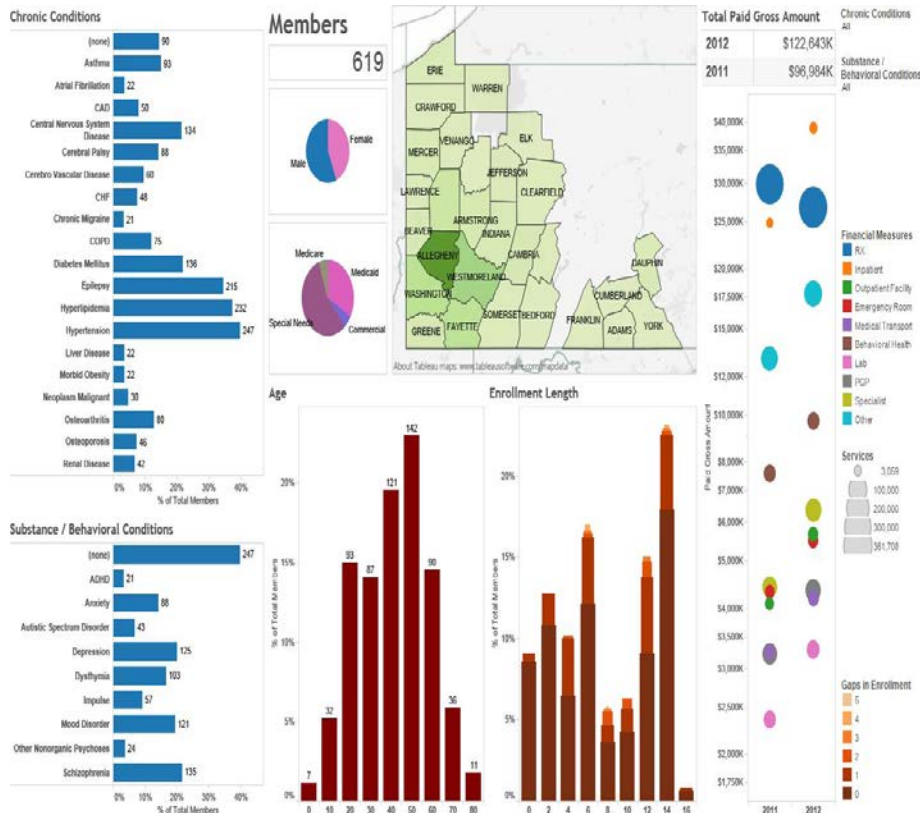 Chronic Conditions
(none) 90
Asthma 93
Atrial Fibrillation 22
CAD 50
Central Nervous System
Disease 134
Cerebral Palsy 88
Cerebro Vascular Disease 60
CHF 48
Chronic Migraine 21
COPD 75
Diabetes Mellitus 136
Epilepsy 215
Hyperlipidemia 232
Hypertension 247
Liver Disease 22
Morbid Obesity 22
Neoplasm Malignant 30
Osteoarthritis 80
Osteoporosis 46
Renal Disease 42
0% 10% 20% 30% 40%
% of Total Members
Substance / Behavioral Conditions
(none) 247
ADHD 21
Anxiety 88
Autistic Spectrum Disorder 43
Depression 125
Dysthymia 103
Impulse 57
Mood Disorder 121
Other Nonorganic Psychoses 24
Schizophrenia 135
0% 10% 20% 30% 40%
% of Total Members
Members
619
Female
Male
Medicare
Medicaid
Special Needs
Commercial
ERIE
WARREN
CRAWFORD
VENANGO
ELK
MERCER
JEFFERSON
CLEARFIELD
LAWRENCE
ARMSTRONG
BEAVER
INDIANA
ALLEGHENY
CAMBRIA
WESTMORELAND
DAUPHIN
WASHINGTON
CUMBERLAND
SOMERSET
BEDFORD
FRANKLIN
YORK
GREENE
FAYETTE
ADAMS
About Tableau maps: www.tableausoftware.com/mapdata
Age
20%
15%
10%
5%
0%
% of Total Members
7 32 93 87 121 142 90 36 11
0 10 20 30 40 50 60 70 80
Enrollment Length
20%
15%
10%
5%
0%
% of Total Members
0 2 4 6 8 10 12 14 16
Total Paid Gross Amount
2012 $122,643K
2011 $96,984K
Paid Gross Amount
$40,000K
$35,000K
$30,000K
$25,000K
$20,000K
$17,500K
$15,000K
$12,000K
$10,000K
$8,000K
$7,000K
$6,000K
$5,000K
$4,000K
$3,500K
$3,000K
$2,500K
$2,000K
$1,750K
2011 2012
Chronic Conditions
All
Substance /
Behavioral Conditions
All
Financial Measures
RX
Inpatient
Outpatient Facility
Emergency Room
Medical Transport
Behavioral Health
Lab
PCP
Specialist
Other
Services
3,059
100,000
200,000
300,000
361,708
Gaps in Enrollment
5
4
3
2
1
0